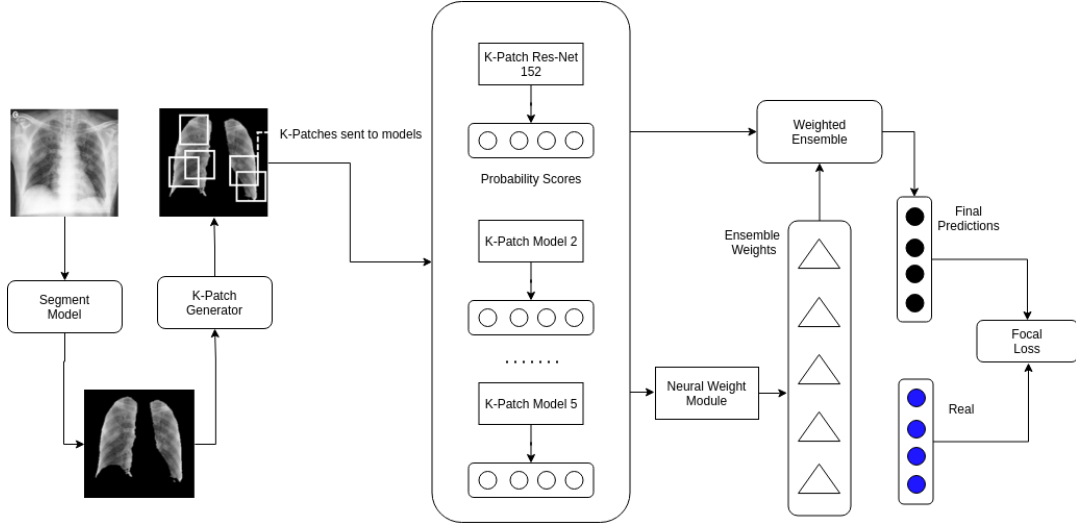 K-Patch Res-Net
152
Probability Scores
K-Patches sent to models
Segment
Model
K-Patch
Generator
K-Patch Model 2
.......
K-Patch Model 5
Weighted
Ensemble
Ensemble
Weights
Neural Weight
Module
Final
Predictions
Focal
Loss
Real